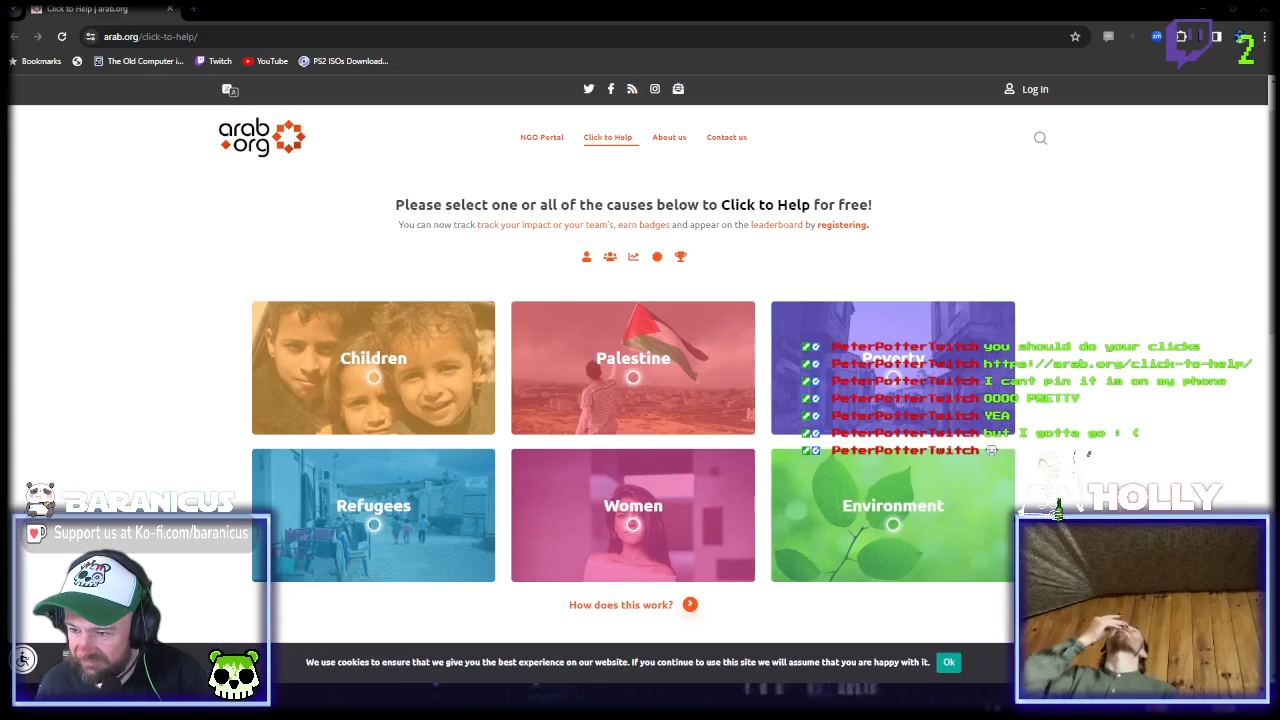 Click to Help | arab.org
2
arab.org/click-to-help/
Bookmarks
The Old Computer i...
Twitch
YouTube
PS2 ISOs Download...
Log In
arab
org
NGO Portal
Click to Help
About us
Contact us
Please select one or all of the causes below to Click to Help for free!
You can now track track your impact or your team's, earn badges and appear on the leaderboard by registering.
Children
Palestine
Poverty
PeterPotterTwitch you should do your clicks
PeterPotterTwitch https://arab.org/click-to-help/
PeterPotterTwitch I cant pin it is on my phone
PeterPotterTwitch OOOO PRETTY
PeterPotterTwitch YEA
PeterPotterTwitch but I gotta go : (
PeterPotterTwitch
Refugees
Women
Environment
BARANICUS
HOLLY
Support us at Ko-fi.com/baranicus
How does this work?
We use cookies to ensure that we give you the best experience on our website. If you continue to use this site we will assume that you are happy with it.
Ok